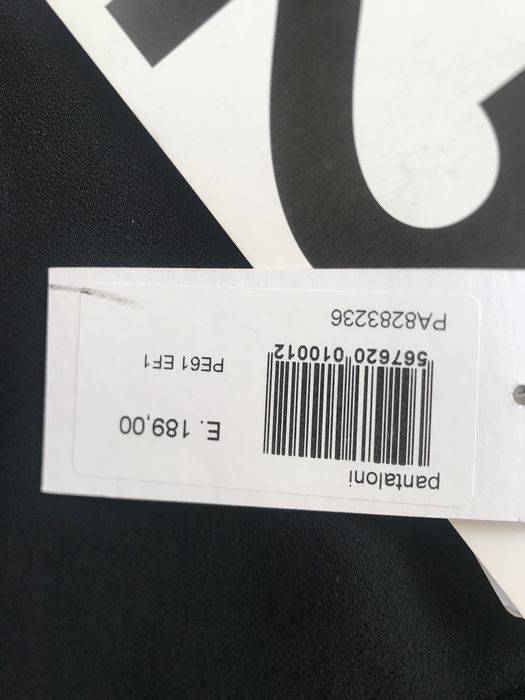 pantaloni
567620 010012
E. 189,00
PE61 EF1
PA8283236